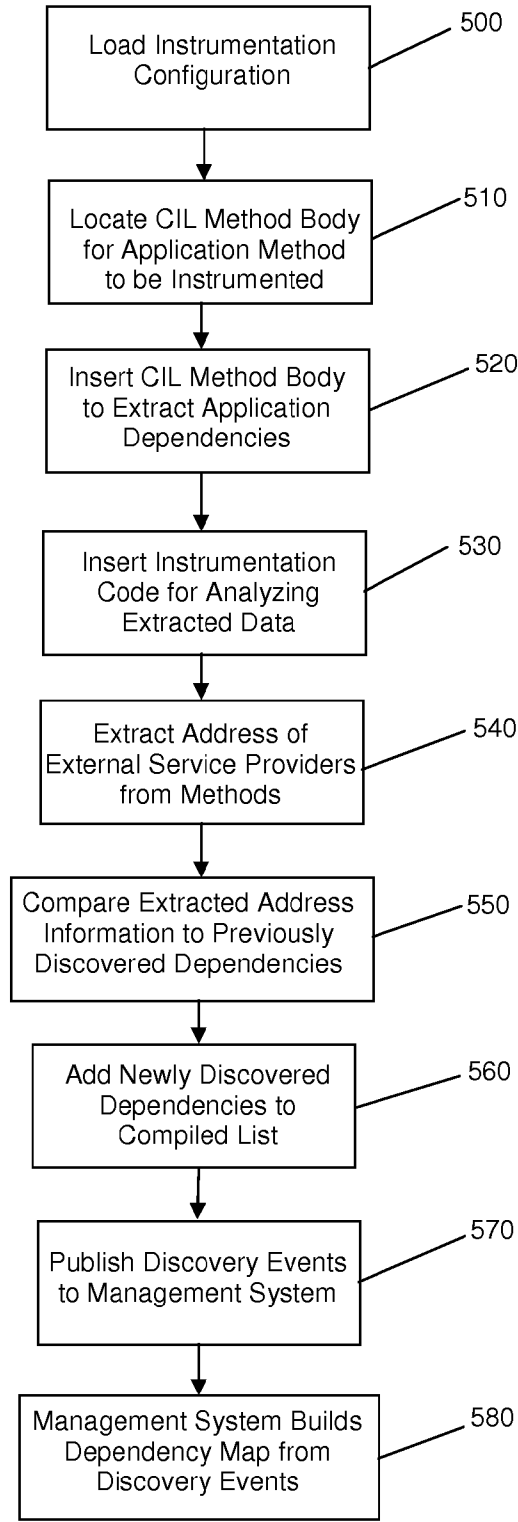 Load Instrumentation
Configuration
500
Locate CIL Method Body
for Application Method
to be Instrumented
510
Insert CIL Method Body
to Extract Application
Dependencies
520
Insert Instrumentation
Code for Analyzing
Extracted Data
530
Extract Address of
External Service Providers
from Methods
540
Compare Extracted Address
Information to Previously
Discovered Dependencies
550
Add Newly Discovered
Dependencies to
Compiled List
560
Publish Discovery Events
to Management System
570
Management System Builds
Dependency Map from
Discovery Events
580